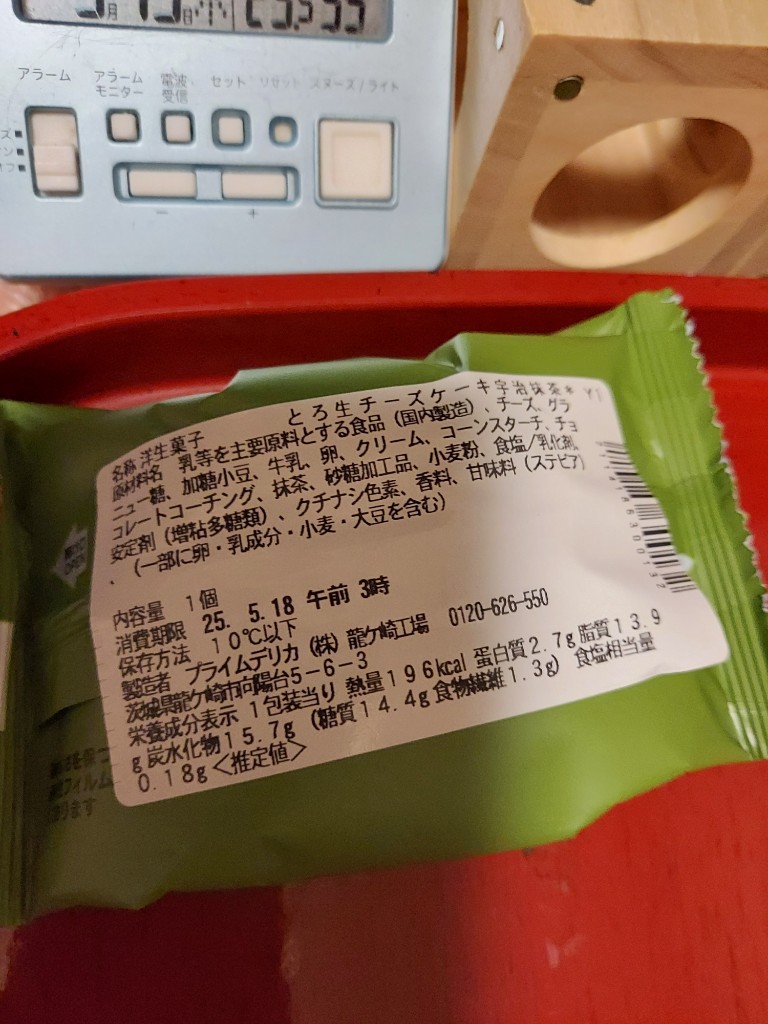 アラーム
アラーム モニター
電波 受信
セット
リセット
スヌーズ/ライト
− +
名称 洋生菓子 とろ生チーズケーキ宇治抹茶*
原材料名 乳等を主要原料とする食品(国内製造)、チーズ、グラ
ニュー糖、加糖小豆、牛乳、卵、クリーム、コーンスターチ、チョ
コレートコーチング、抹茶、砂糖加工品、小麦粉、食塩/乳化剤、
安定剤(増粘多糖類)、クチナシ色素、香料、甘味料(ステビア)
、(一部に卵・乳成分・小麦・大豆を含む)
内容量 1個
消費期限 25. 5.18 午前 3時
保存方法 10℃以下
製造者 プライムデリカ(株)龍ケ崎工場 0120-626-550
茨城県龍ケ崎市向陽台5-6-3
栄養成分表示 1包装当り 熱量196kcal 蛋白質2.7g 脂質13.9
g 炭水化物15.7g (糖質14.4g 食物繊維1.3g) 食塩相当量
0.18g<推定値>
OPEN